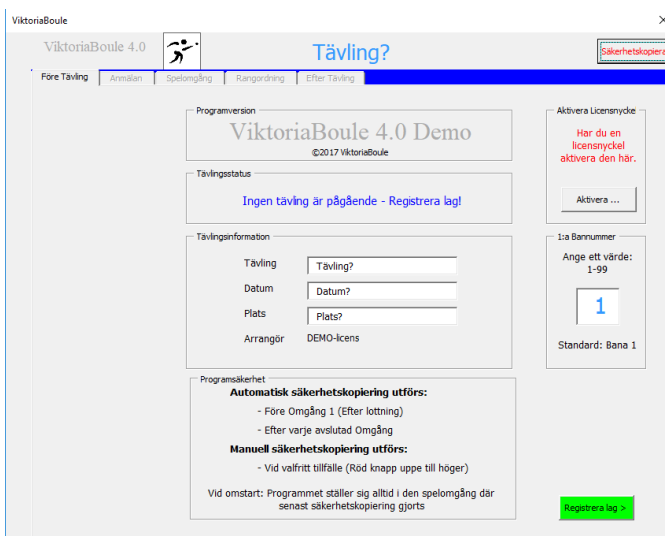 ViktoriaBoule
ViktoriaBoule 4.0
Tävling?
Säkerhetskopiera
Före Tävling
Anmälan
Spelomgång
Rangordning
Efter Tävling
Programversion
ViktoriaBoule 4.0 Demo
©2017 ViktoriaBoule
Aktivera Licensnycke
Har du en
licensnyckel
aktivera den här.
Aktivera ...
Tävlingsstatus
Ingen tävling är pågående - Registrera lag!
Tävlingsinformation
Tävling
Tävling?
Datum
Datum?
Plats
Plats?
Arrangör
DEMO-licens
1:a Bannummer
Ange ett värde:
1-99
1
Standard: Bana 1
Programsäkerhet
Automatisk säkerhetskopiering utförs:
- Före Omgång 1 (Efter lottning)
- Efter varje avslutad Omgång
Manuell säkerhetskopiering utförs:
- Vid valfritt tillfälle (Röd knapp uppe till höger)
Vid omstart: Programmet ställer sig alltid i den spelomgång där
senast säkerhetskopiering gjorts
Registrera lag >